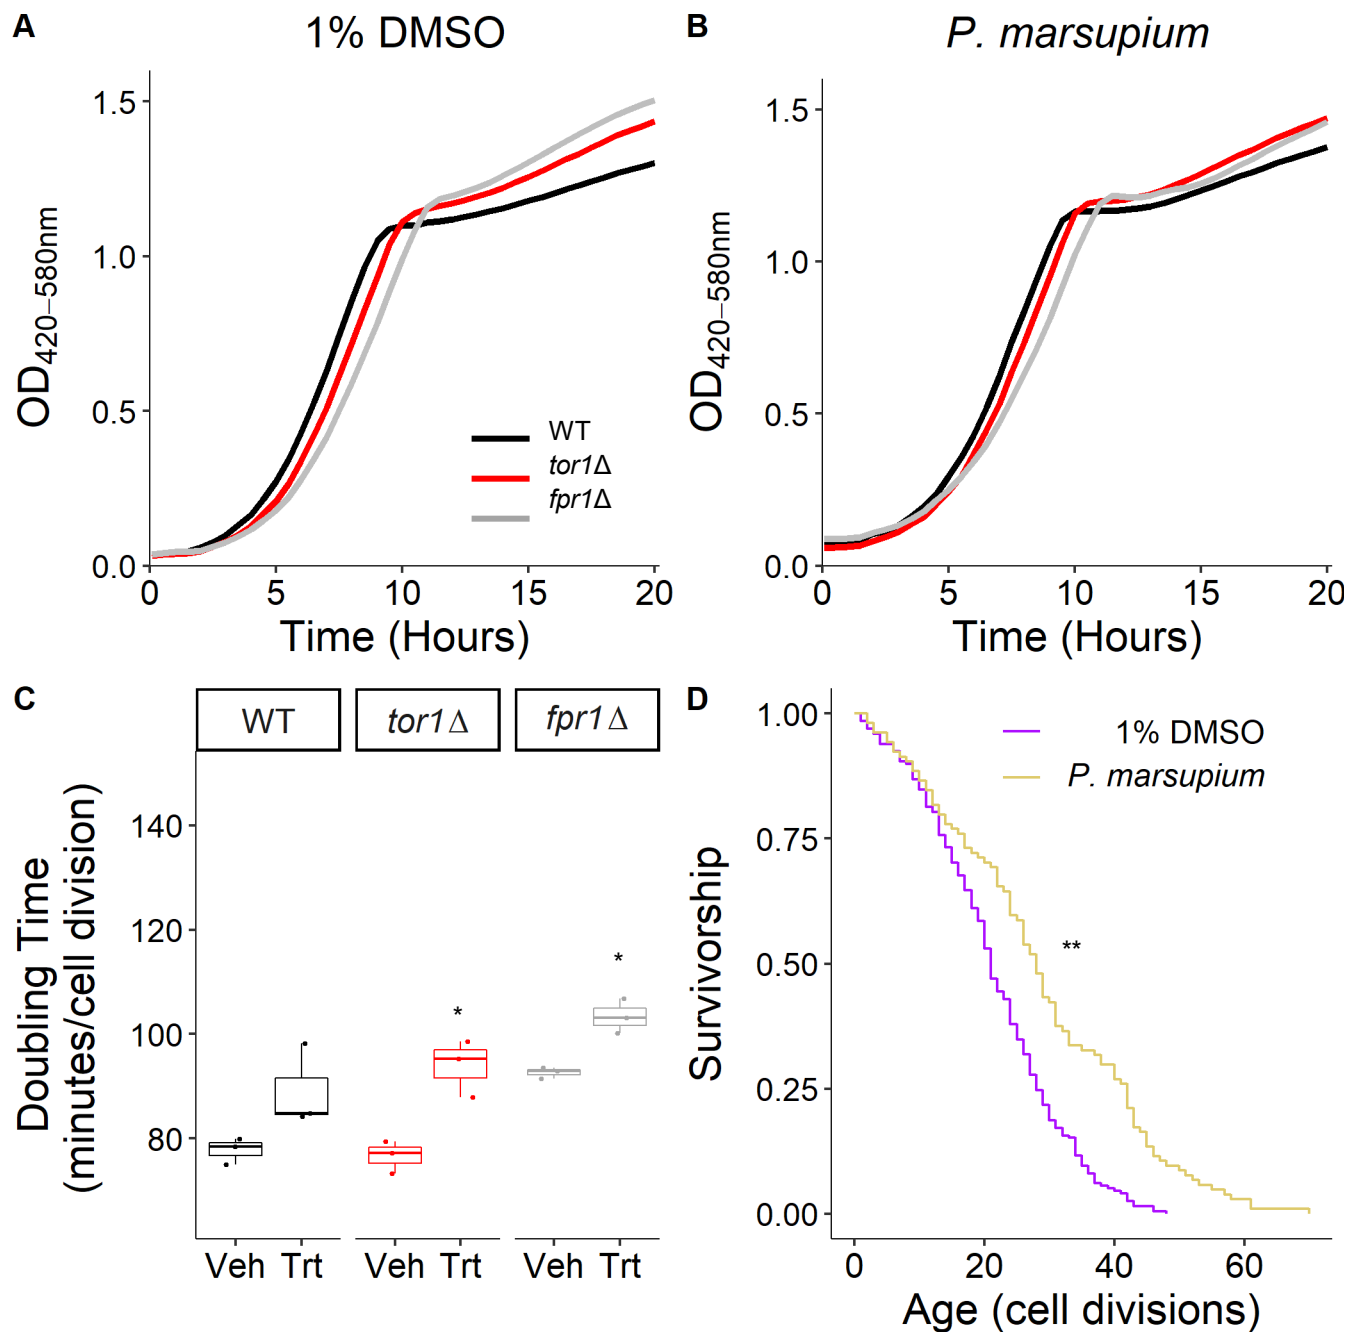 A
1% DMSO
OD420−580nm
1.5
1.0
0.5
0.0
0
5
10
15
20
Time (Hours)
WT
tor1Δ
fpr1Δ
B
P. marsupium
OD420−580nm
1.5
1.0
0.5
0.0
0
5
10
15
20
Time (Hours)
C
WT
tor1Δ
fpr1Δ
Doubling Time
(minutes/cell division)
140
120
100
80
*
*
Veh
Trt
Veh
Trt
Veh
Trt
D
Survivorship
1.00
0.75
0.50
0.25
0.00
1% DMSO
P. marsupium
**
0
20
40
60
Age (cell divisions)